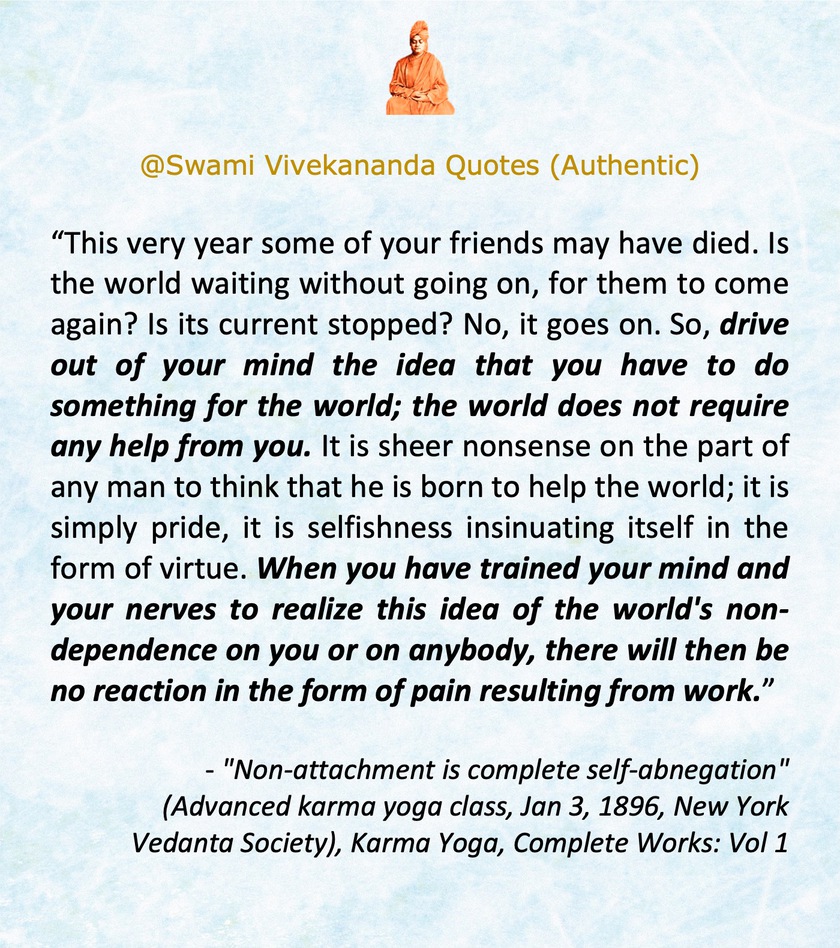 @Swami Vivekananda Quotes (Authentic)
“This very year some of your friends may have died. Is
the world waiting without going on, for them to come
again? Is its current stopped? No, it goes on. So, drive
out of your mind the idea that you have to do
something for the world; the world does not require
any help from you. It is sheer nonsense on the part of
any man to think that he is born to help the world; it is
simply pride, it is selfishness insinuating itself in the
form of virtue. When you have trained your mind and
your nerves to realize this idea of the world's non-
dependence on you or on anybody, there will then be
no reaction in the form of pain resulting from work.”
- "Non-attachment is complete self-abnegation"
(Advanced karma yoga class, Jan 3, 1896, New York
Vedanta Society), Karma Yoga, Complete Works: Vol 1